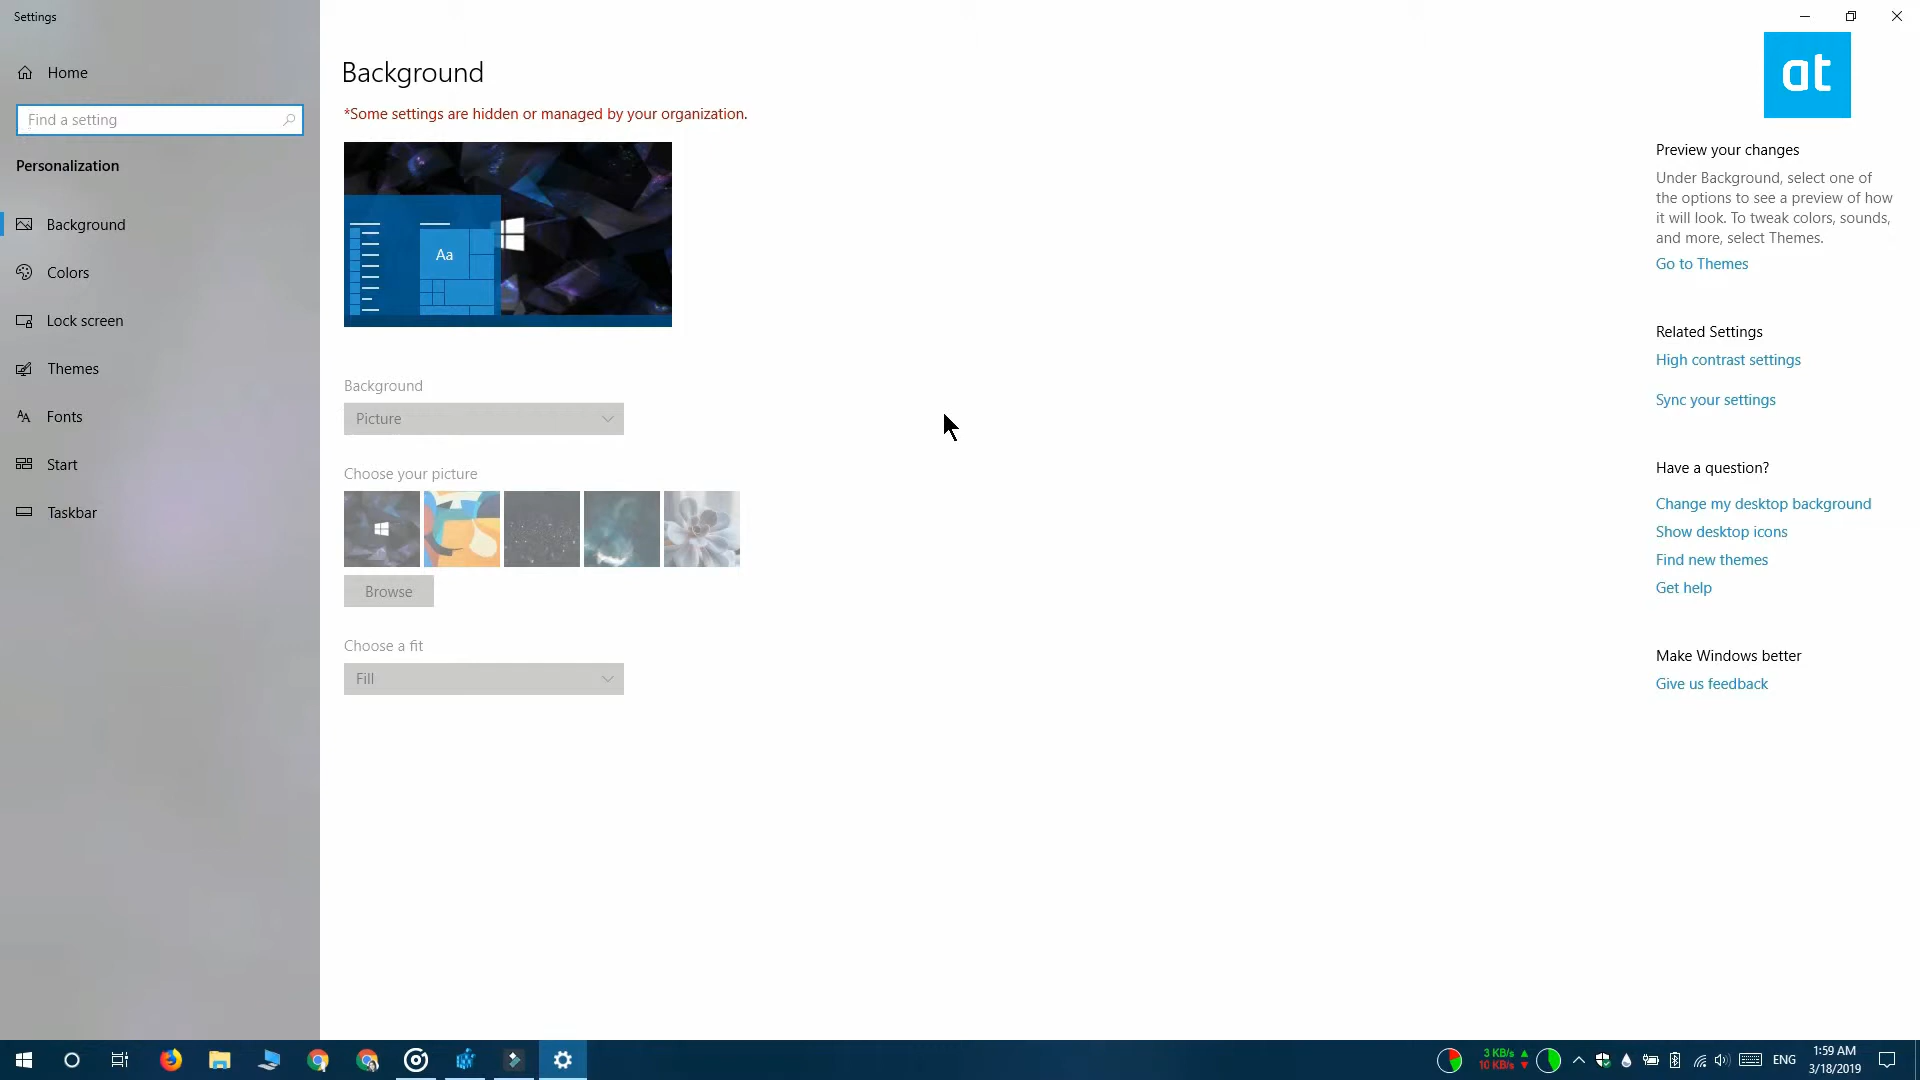 Settings
Home
Find a setting
Personalization
Background
Colors
Lock screen
Themes
Fonts
Start
Taskbar
Background
*Some settings are hidden or managed by your organization.
Aa
Background
Picture
Choose your picture
Browse
Choose a fit
Fill
at
Preview your changes
Under Background, select one of
the options to see a preview of how
it will look. To tweak colors, sounds,
and more, select Themes.
Go to Themes
Related Settings
High contrast settings
Sync your settings
Have a question?
Change my desktop background
Show desktop icons
Find new themes
Get help
Make Windows better
Give us feedback
3 KB/s
10 KB/s
ENG
1:59 AM
3/18/2019